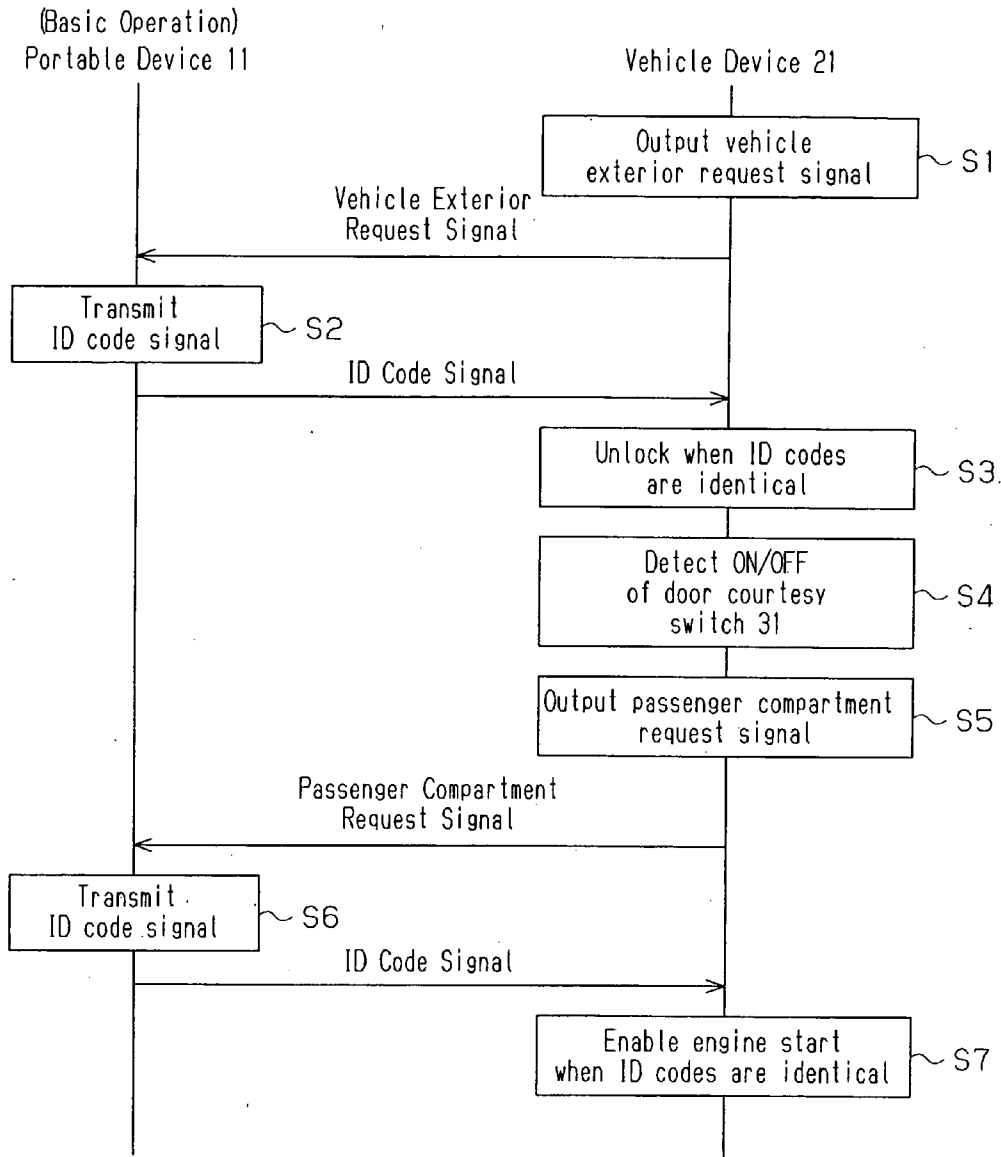 (Basic Operation)
Portable Device 11
Vehicle Device 21
Output vehicle
exterior request signal
S1
Vehicle Exterior
Request Signal
Transmit
ID code signal
S2
ID Code Signal
Unlock when ID codes
are identical
S3
Detect ON/OFF
of door courtesy
switch 31
S4
Output passenger compartment
request signal
S5
Passenger Compartment
Request Signal
Transmit
ID code signal
S6
ID Code Signal
Enable engine start
when ID codes are identical
S7